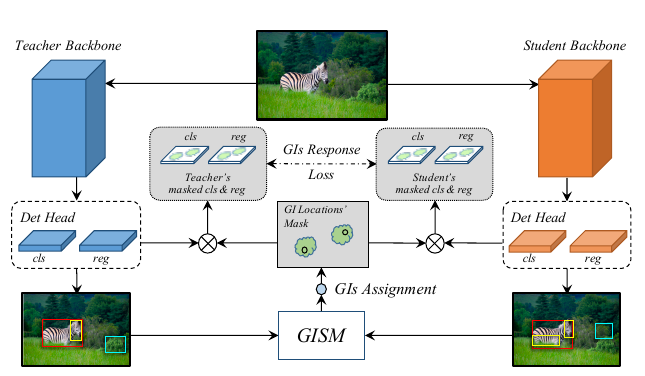 Teacher Backbone
Student Backbone
cls
reg
Teacher's
masked cls & reg
GIs Response
Loss
cls
reg
Student's
masked cls & reg
Det Head
cls
reg
GI Locations'
Mask
Det Head
cls
reg
GIs Assignment
GISM